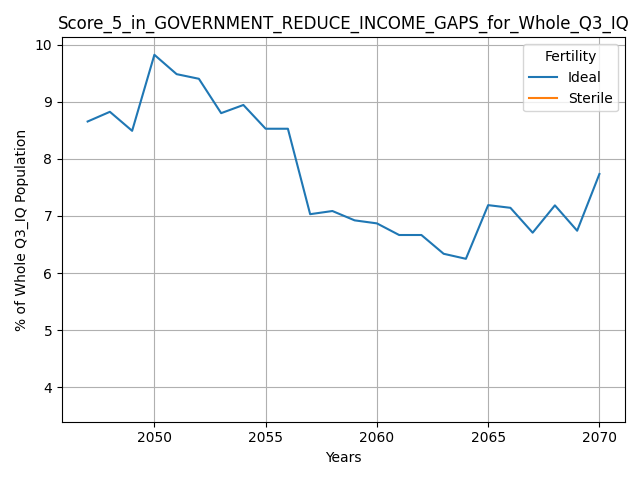 Score_5_in_GOVERNMENT_REDUCE_INCOME_GAPS_for_Whole_Q3_IQ
Fertility
Ideal
Sterile
% of Whole Q3_IQ Population
10
9
8
7
6
5
4
2050
2055
2060
2065
2070
Years